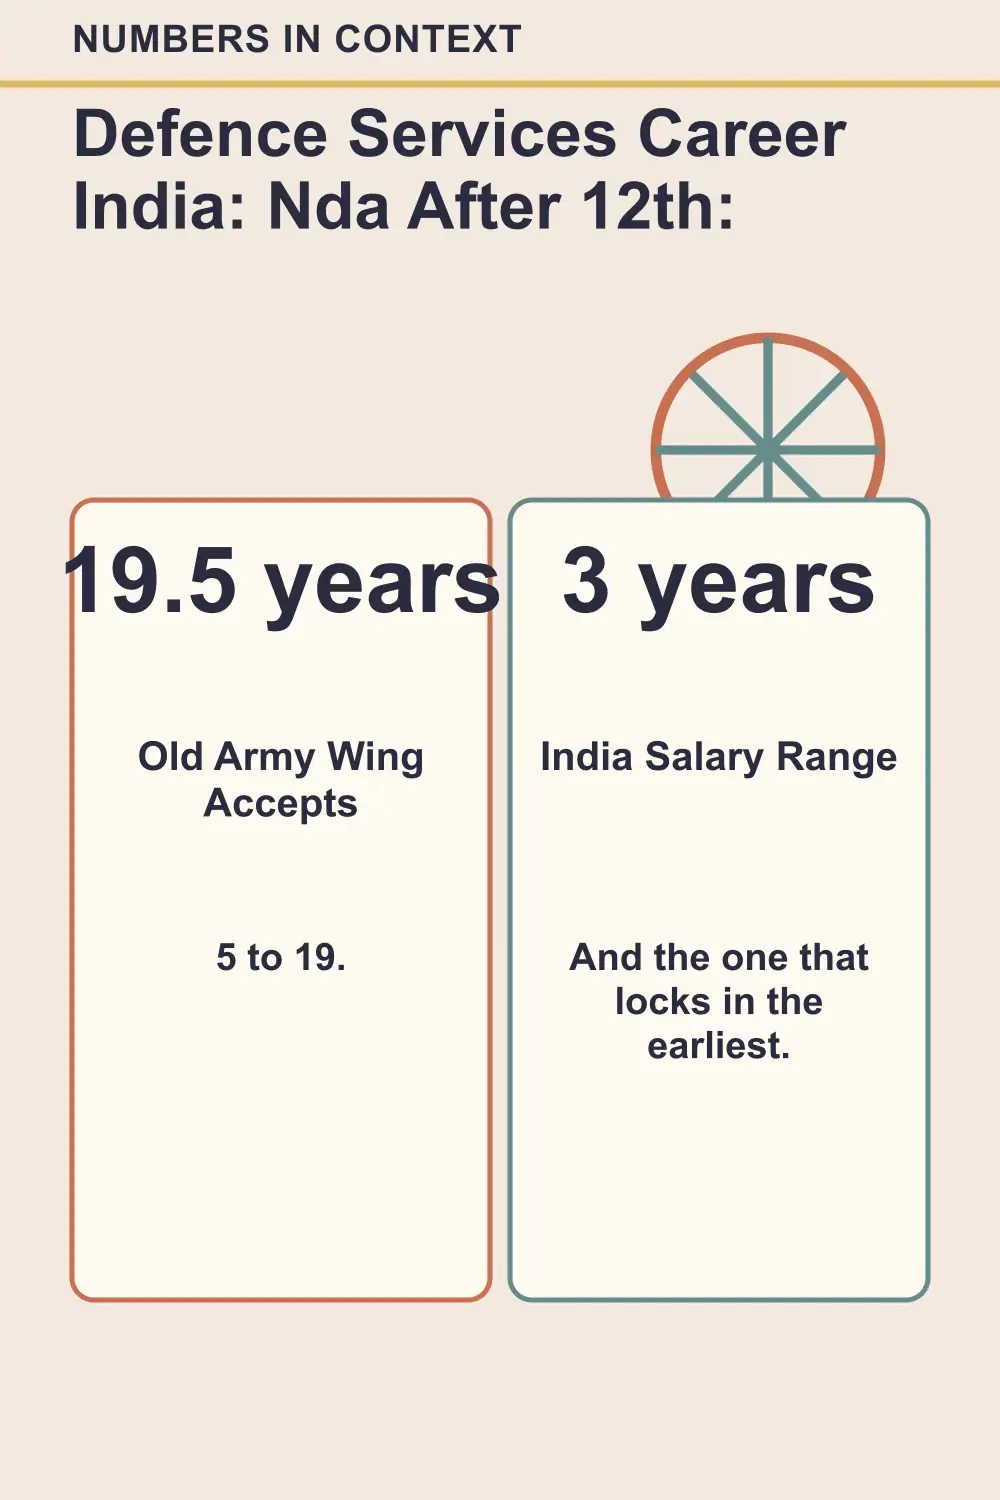 NUMBERS IN CONTEXT
Defence Services Career
India: Nda After 12th:
19.5 years
Old Army Wing
Accepts
5 to 19.
3 years
India Salary Range
And the one that
locks in the
earliest.